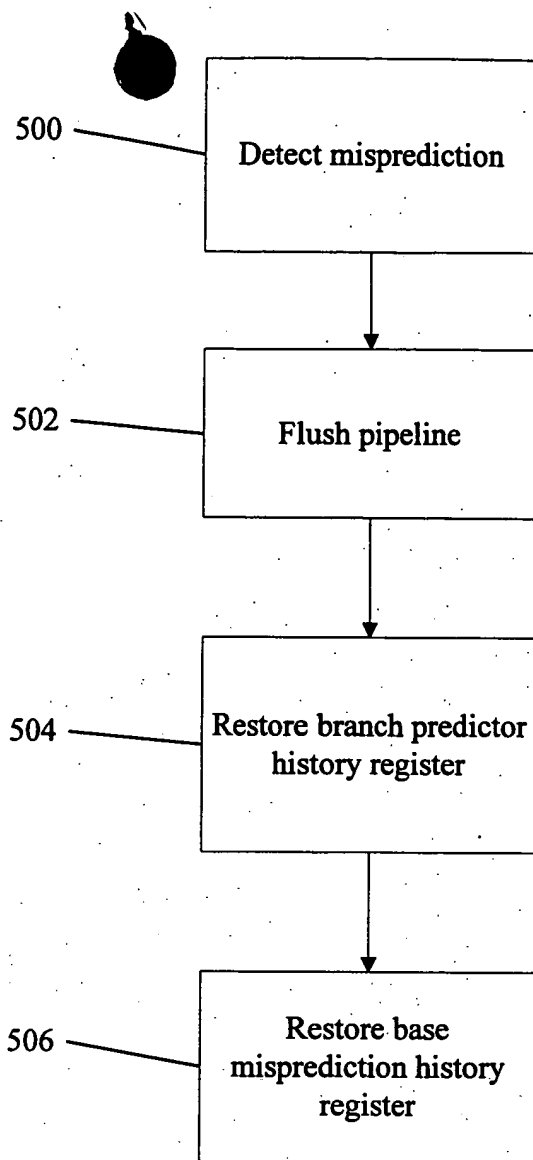 500
Detect misprediction
502
Flush pipeline
504
Restore branch predictor
history register
506
Restore base
misprediction history
register